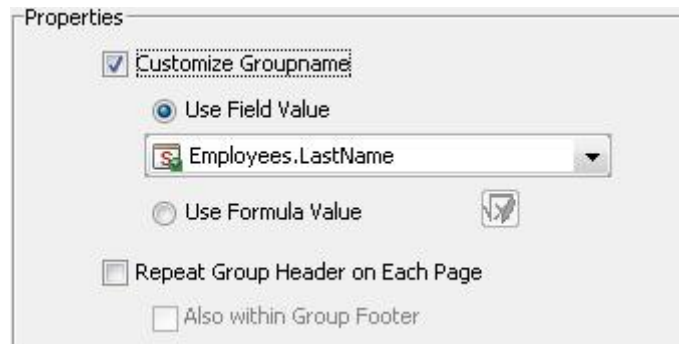 Properties
Customize Groupname
Use Field Value
Employees.LastName
Use Formula Value
Repeat Group Header on Each Page
Also within Group Footer